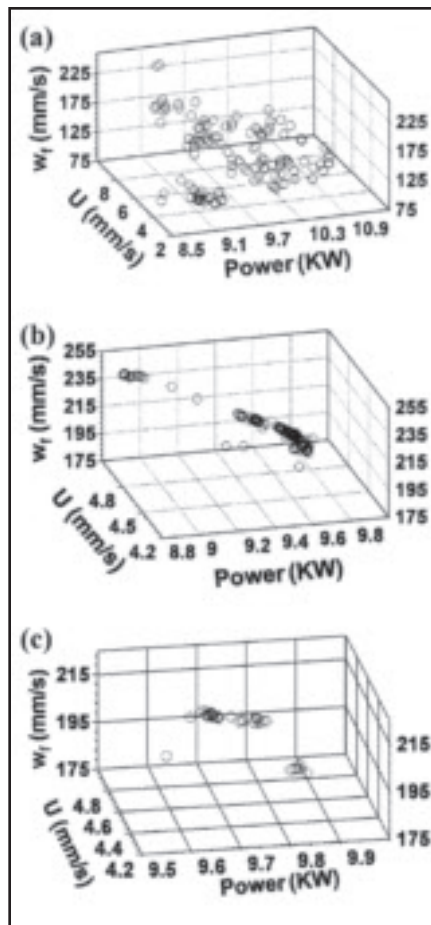 (a)
w_f (mm/s)
225
175
125
75
U (mm/s)
8
6
4
2
8.5 9.1 9.7 10.3 10.9
Power (KW)
225
175
125
75
(b)
w_f (mm/s)
255
235
215
195
175
U (mm/s)
4.8
4.5
4.2
8.8 9 9.2 9.4 9.6 9.8
Power (KW)
255
235
215
195
175
(c)
w_f (mm/s)
215
195
175
U (mm/s)
4.8
4.6
4.4
4.2
9.5 9.6 9.7 9.8 9.9
Power (KW)
215
195
175